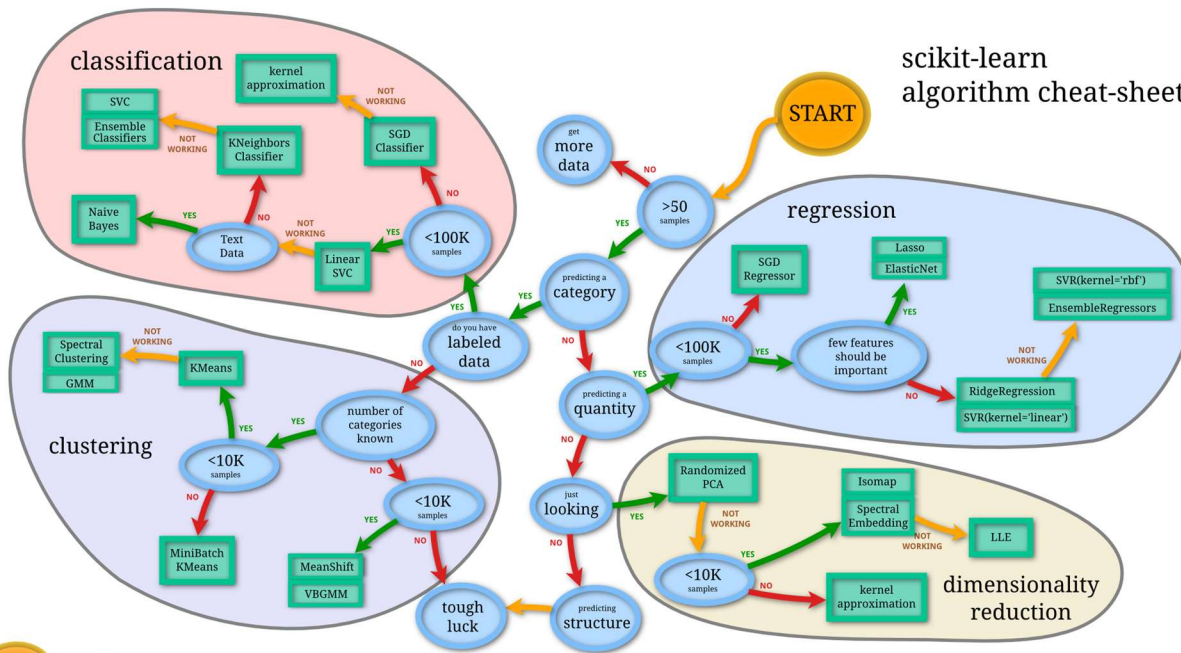 scikit-learn
algorithm cheat-sheet
START
get
more
data
NO
>50
samples
YES
predicting a
category
YES
NO
do you have
labeled
data
YES
NO
predicting a
quantity
YES
NO
just
looking
YES
NO
predicting
structure
tough
luck
classification
kernel
approximation
NOT
WORKING
SGD
Classifier
NO
<100K
samples
YES
Linear
SVC
NOT
WORKING
Text
Data
YES
Naive
Bayes
NO
KNeighbors
Classifier
NOT
WORKING
SVC
Ensemble
Classifiers
regression
<100K
samples
NO
SGD
Regressor
YES
few features
should be
important
YES
Lasso
ElasticNet
NO
RidgeRegression
SVR(kernel='linear')
NOT
WORKING
SVR(kernel='rbf')
EnsembleRegressors
clustering
number of
categories
known
YES
<10K
samples
YES
KMeans
NOT
WORKING
Spectral
Clustering
GMM
NO
MiniBatch
KMeans
NO
<10K
samples
YES
MeanShift
VBGMM
NO
dimensionality
reduction
Randomized
PCA
NOT
WORKING
<10K
samples
YES
Isomap
Spectral
Embedding
NOT
WORKING
LLE
NO
kernel
approximation